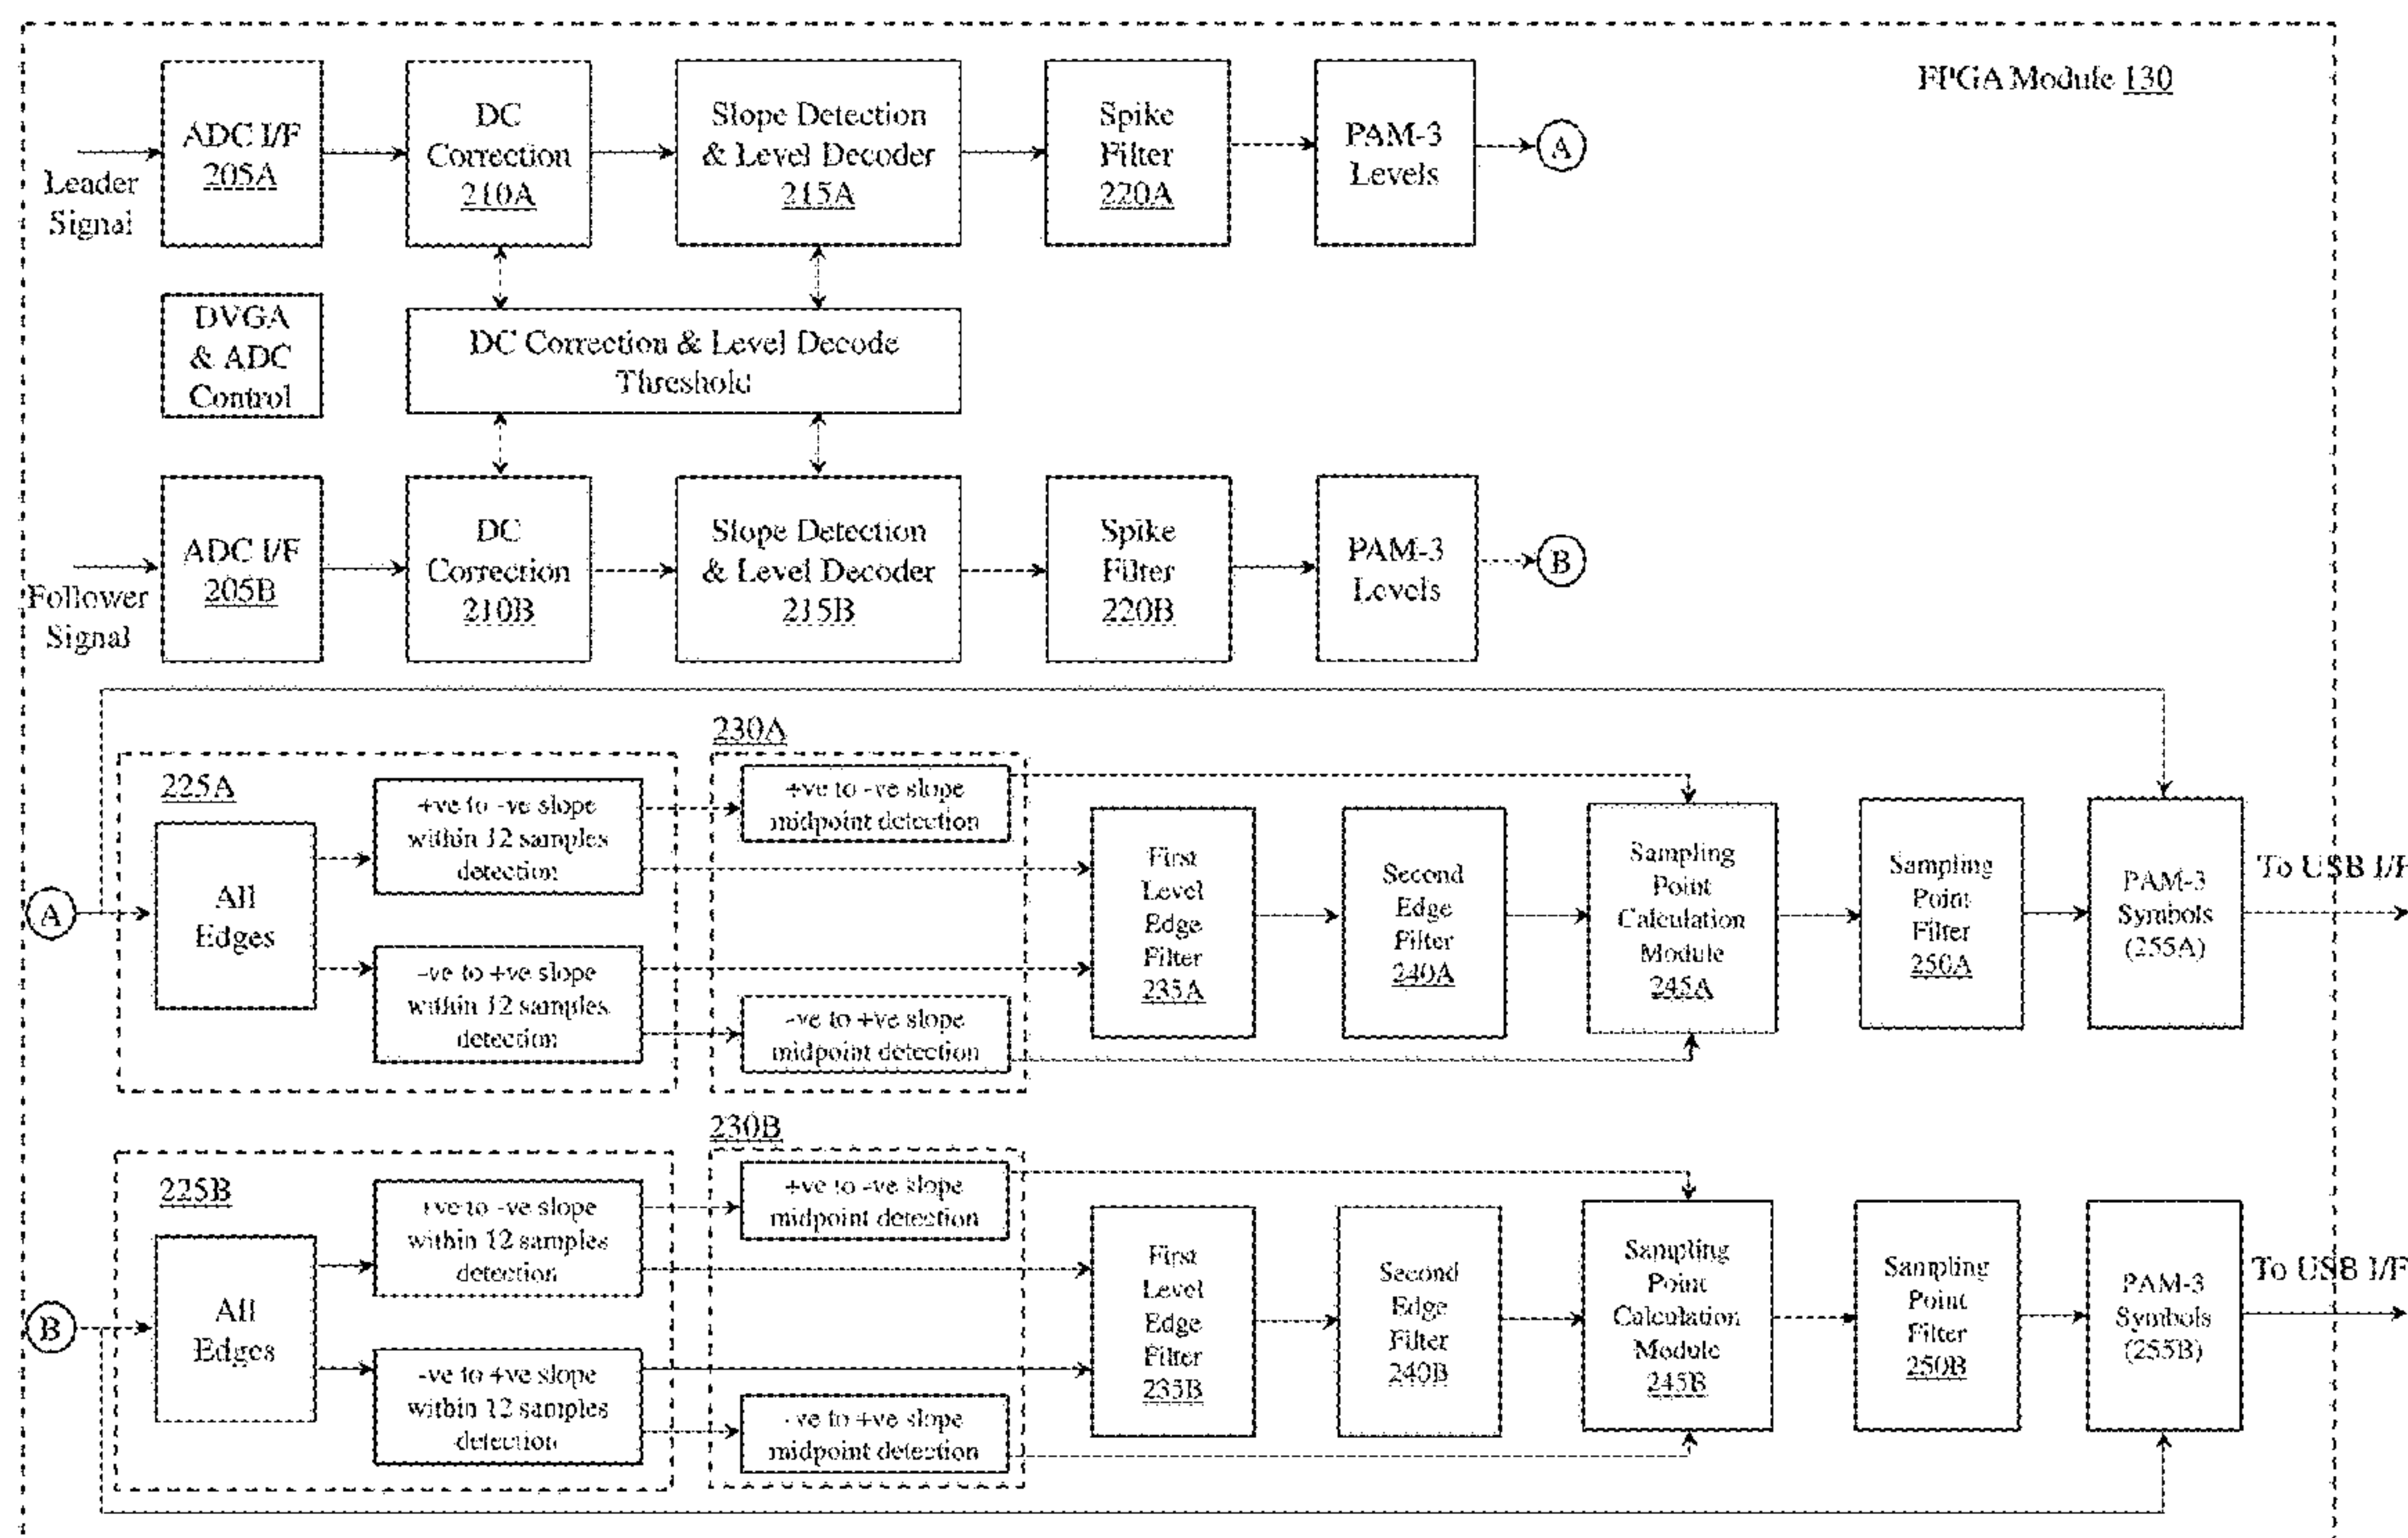 FPGA Module 130
Leader
Signal
ADC I/F
205A
DC
Correction
210A
Slope Detection
& Level Decoder
215A
Spike
Filter
220A
PAM-3
Levels
A
DVGA
& ADC
Control
DC Correction & Level Decode
Threshold
Follower
Signal
ADC I/F
205B
DC
Correction
210B
Slope Detection
& Level Decoder
215B
Spike
Filter
220B
PAM-3
Levels
B
A
225A
All
Edges
+ve to -ve slope
within 12 samples
detection
-ve to +ve slope
within 12 samples
detection
230A
+ve to -ve slope
midpoint detection
-ve to +ve slope
midpoint detection
First
Level
Edge
Filter
235A
Second
Edge
Filter
240A
Sampling
Point
Calculation
Module
245A
Sampling
Point
Filter
250A
PAM-3
Symbols
(255A)
To USB I/F
B
225B
All
Edges
+ve to -ve slope
within 12 samples
detection
-ve to +ve slope
within 12 samples
detection
230B
+ve to -ve slope
midpoint detection
-ve to +ve slope
midpoint detection
First
Level
Edge
Filter
235B
Second
Edge
Filter
240B
Sampling
Point
Calculation
Module
245B
Sampling
Point
Filter
250B
PAM-3
Symbols
(255B)
To USB I/F